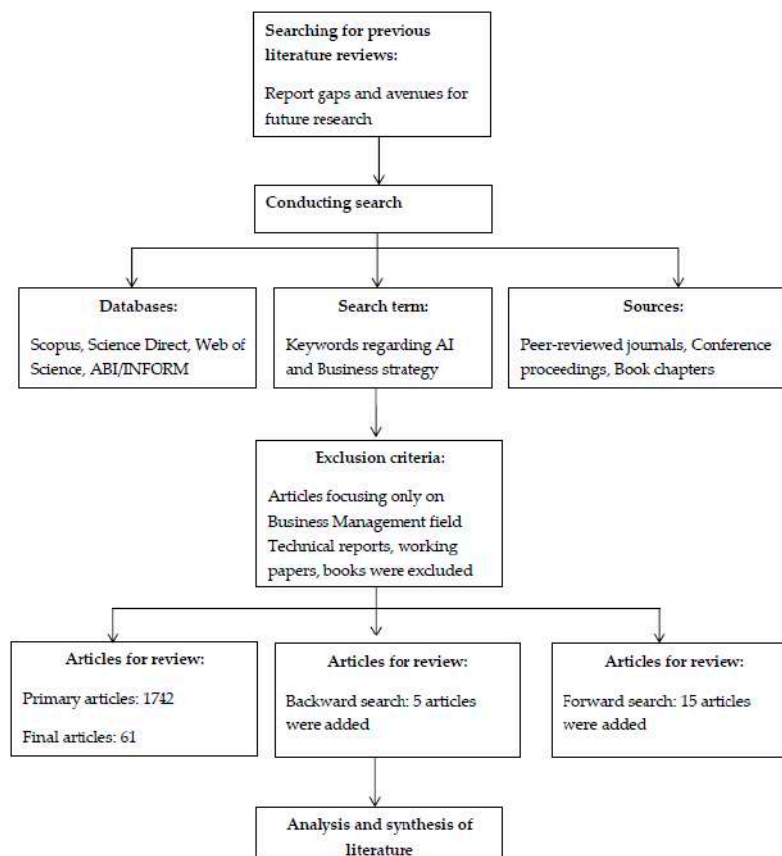 Searching for previous
literature reviews:
Report gaps and avenues for
future research
Conducting search
Databases:
Scopus, Science Direct, Web of
Science, ABI/INFORM
Search term:
Keywords regarding AI
and Business strategy
Sources:
Peer-reviewed journals, Conference
proceedings, Book chapters
Exclusion criteria:
Articles focusing only on
Business Management field
Technical reports, working
papers, books were excluded
Articles for review:
Primary articles: 1742
Final articles: 61
Articles for review:
Backward search: 5 articles
were added
Articles for review:
Forward search: 15 articles
were added
Analysis and synthesis of
literature